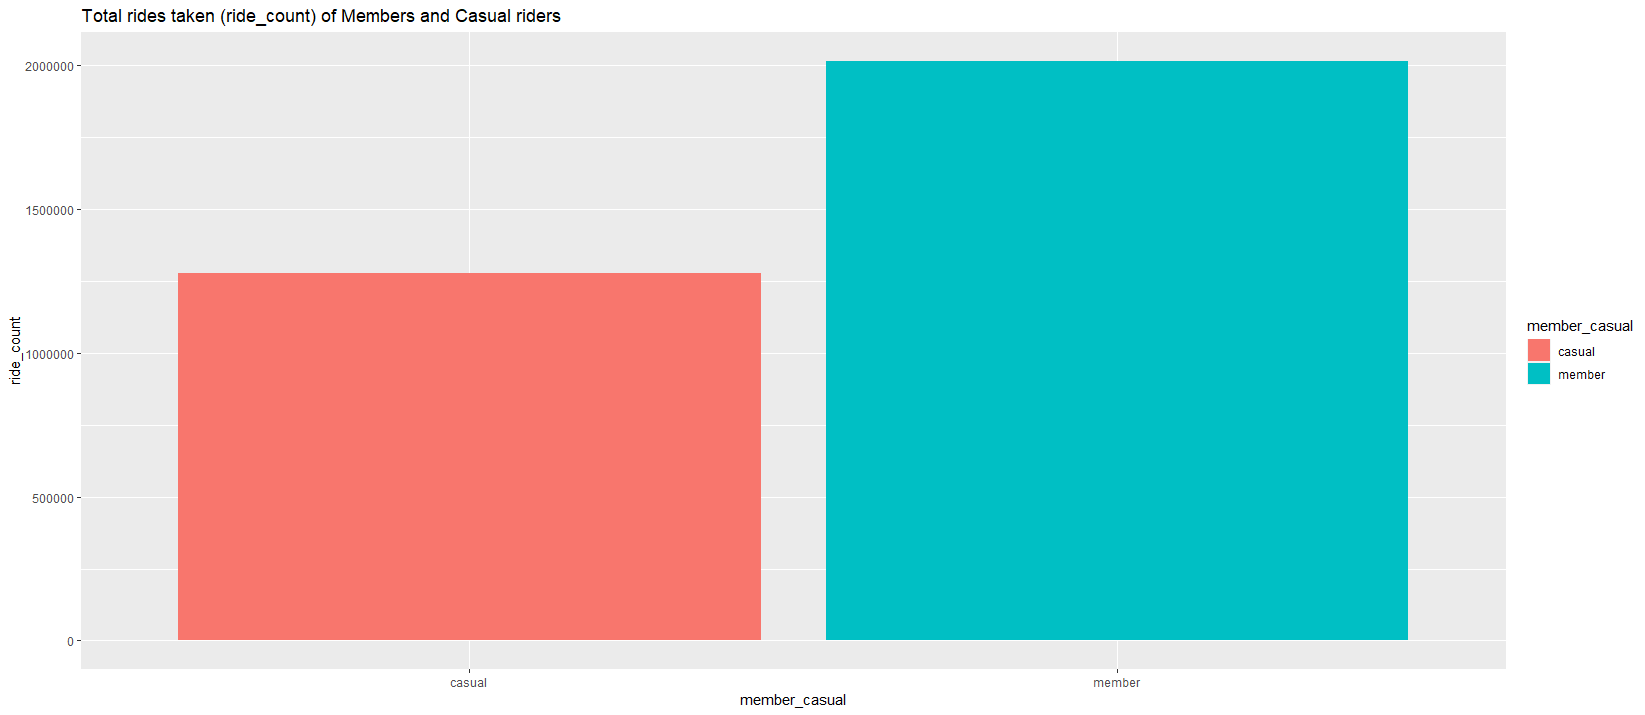 Total rides taken (ride_count) of Members and Casual riders
ride_count
2000000
1500000
1000000
500000
0
casual
member
member_casual
member_casual
casual
member